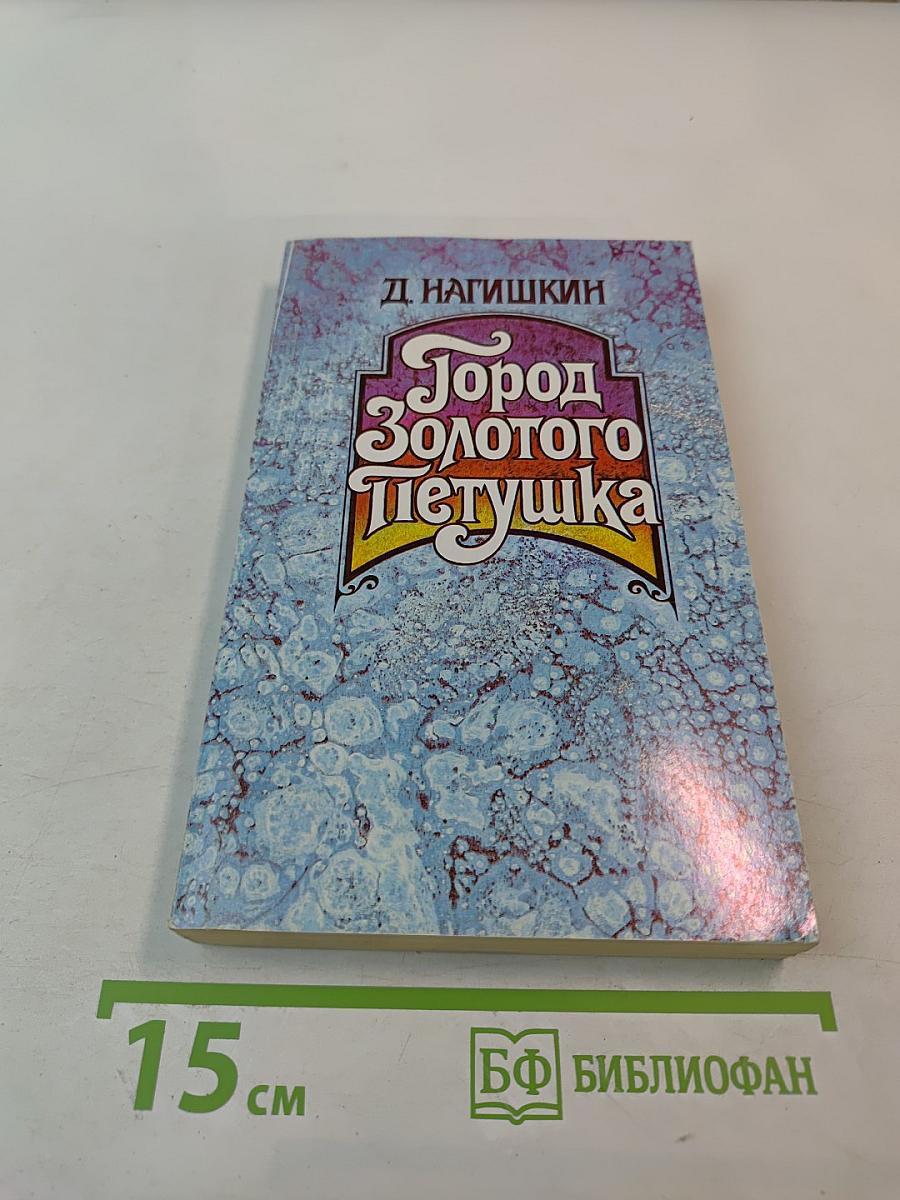 Д. НАГИШКИН
Город
Золотого
Петушка
15 см
БФ БИБЛИОФАН